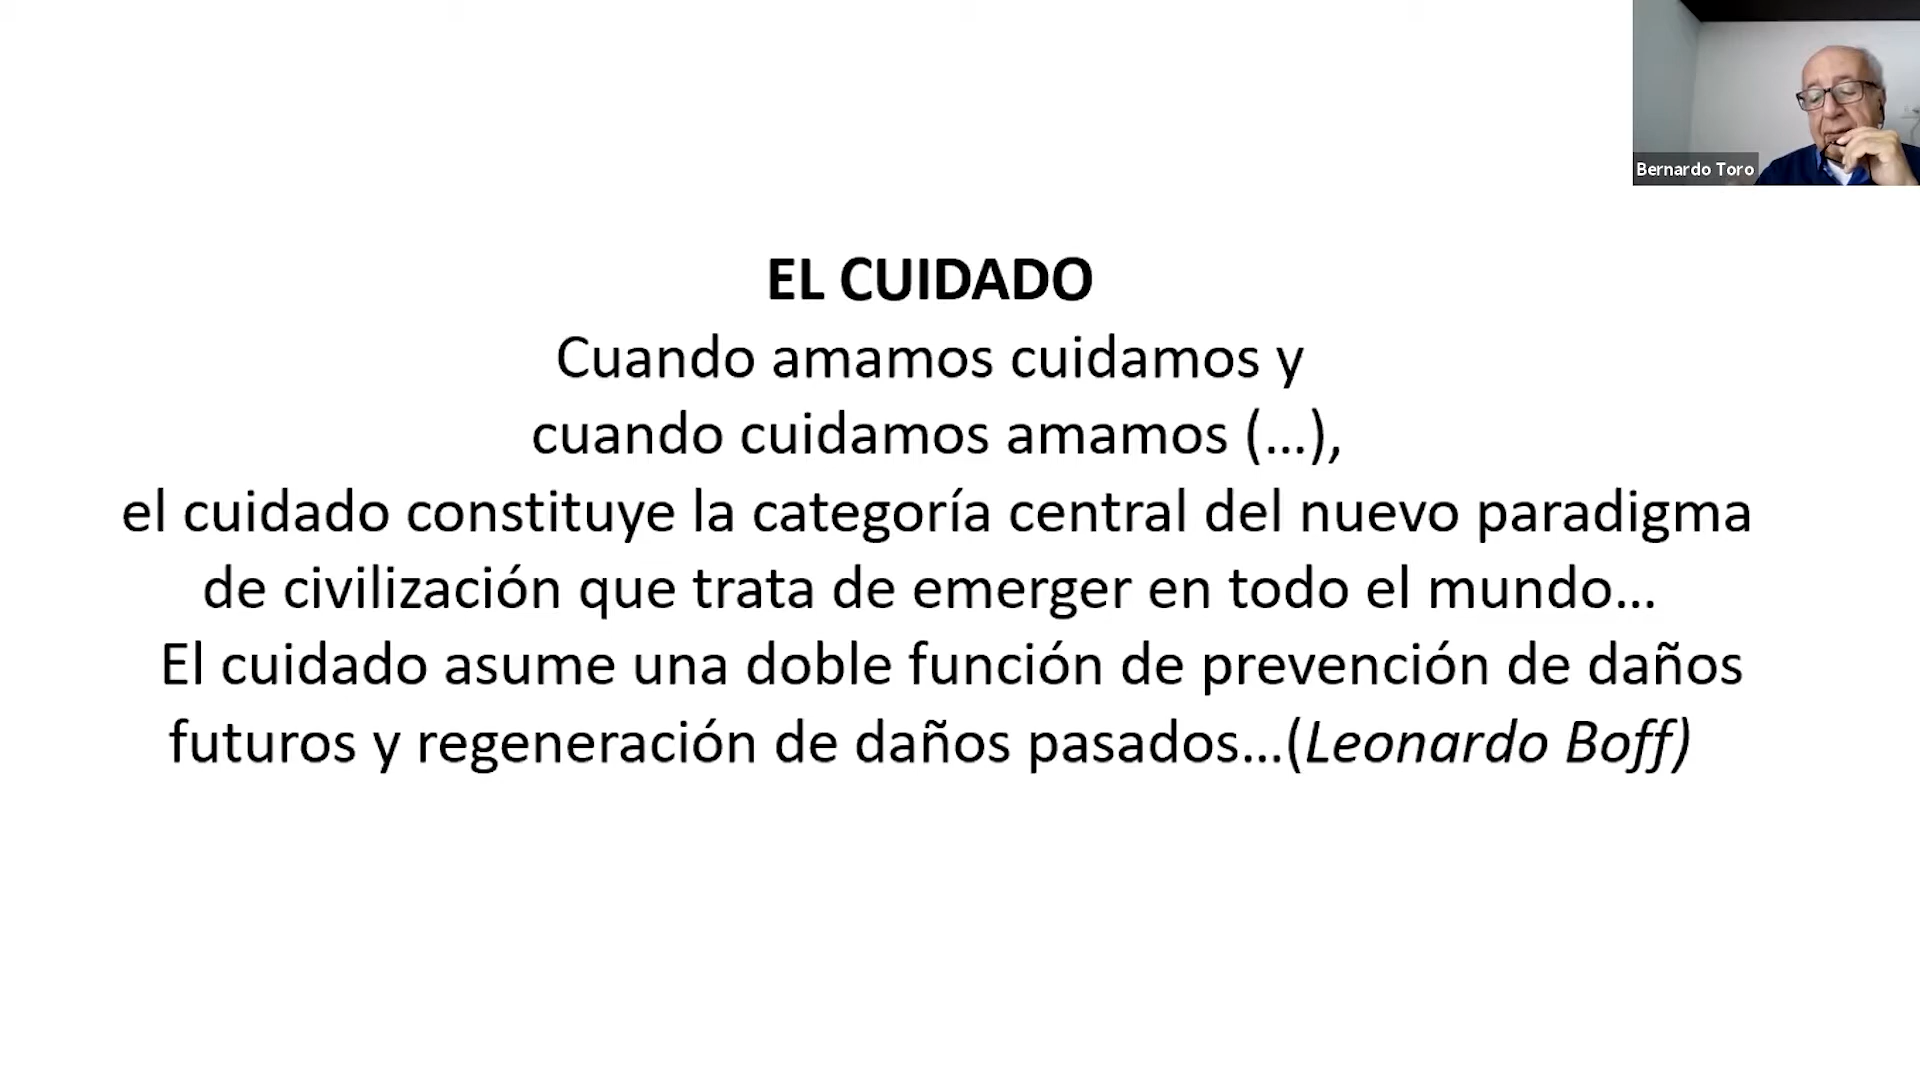 Bernardo Toro
EL CUIDADO
Cuando amamos cuidamos y
cuando cuidamos amamos (...),
el cuidado constituye la categoría central del nuevo paradigma
de civilización que trata de emerger en todo el mundo...
El cuidado asume una doble función de prevención de daños
futuros y regeneración de daños pasados...(Leonardo Boff)